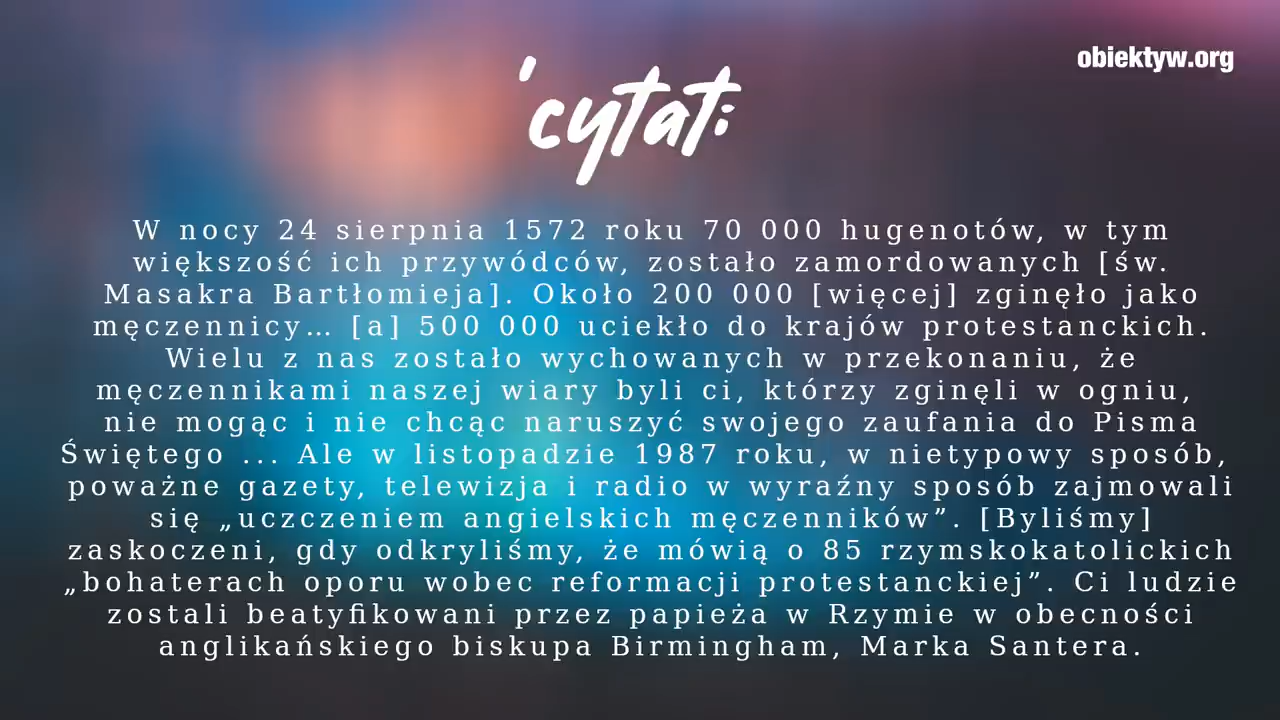 obiektyw.org
'cytat:
W nocy 24 sierpnia 1572 roku 70 000 hugenotów, w tym
większość ich przywódców, zostało zamordowanych [św.
Masakra Bartłomieja]. Około 200 000 [więcej] zginęło jako
męczennicy… [a] 500 000 uciekło do krajów protestanckich.
Wielu z nas zostało wychowanych w przekonaniu, że
męczennikami naszej wiary byli ci, którzy zginęli w ogniu,
nie mogąc i nie chcąc naruszyć swojego zaufania do Pisma
Świętego ... Ale w listopadzie 1987 roku, w nietypowy sposób,
poważne gazety, telewizja i radio w wyraźny sposób zajmowali
się „uczczeniem angielskich męczenników”. [Byliśmy]
zaskoczeni, gdy odkryliśmy, że mówią o 85 rzymskokatolickich
„bohaterach oporu wobec reformacji protestanckiej”. Ci ludzie
zostali beatyfikowani przez papieża w Rzymie w obecności
anglikańskiego biskupa Birmingham, Marka Santera.